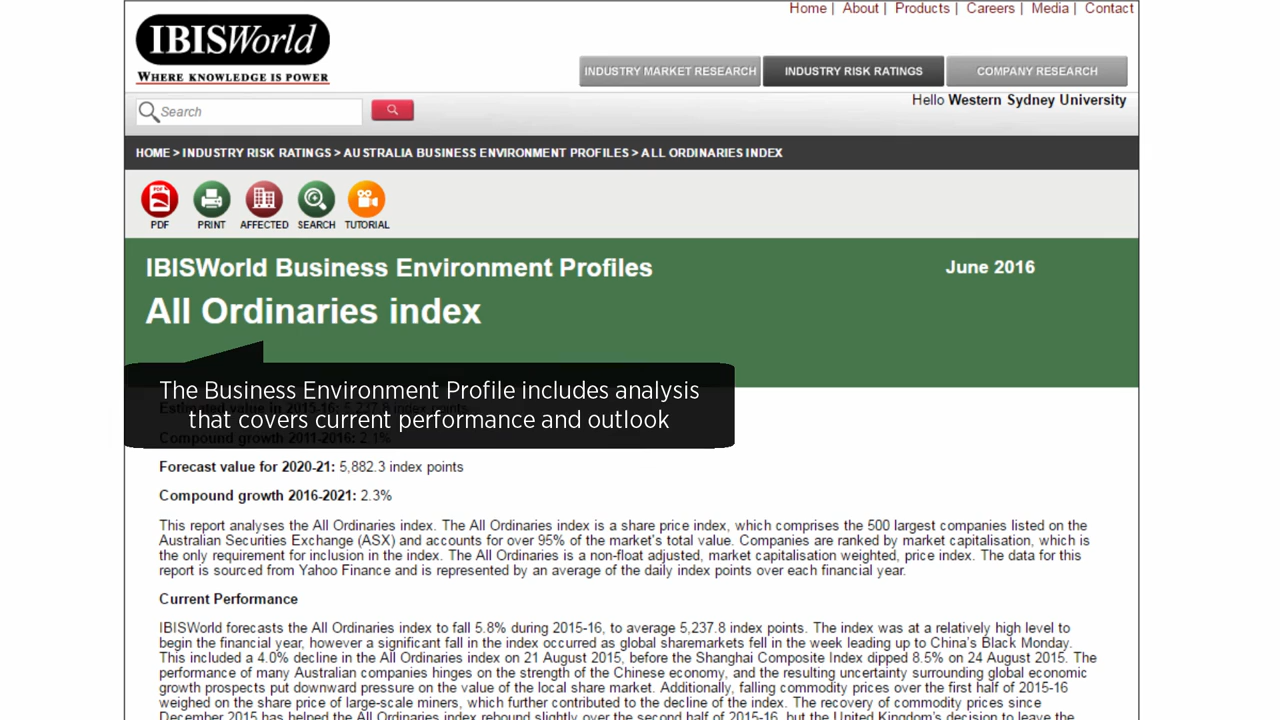 Home | About | Products | Careers | Media | Contact
IBISWorld
WHERE KNOWLEDGE IS POWER
INDUSTRY MARKET RESEARCH
INDUSTRY RISK RATINGS
COMPANY RESEARCH
Search
Hello Western Sydney University
HOME > INDUSTRY RISK RATINGS > AUSTRALIA BUSINESS ENVIRONMENT PROFILES > ALL ORDINARIES INDEX
PDF
PRINT
AFFECTED
SEARCH
TUTORIAL
IBISWorld Business Environment Profiles
June 2016
All Ordinaries index
The Business Environment Profile includes analysis
that covers current performance and outlook
Estimated value in 2015-16: 5,237.8 index points
Compound growth 2011-2016: 2.1%
Forecast value for 2020-21: 5,882.3 index points
Compound growth 2016-2021: 2.3%
This report analyses the All Ordinaries index. The All Ordinaries index is a share price index, which comprises the 500 largest companies listed on the
Australian Securities Exchange (ASX) and accounts for over 95% of the market's total value. Companies are ranked by market capitalisation, which is
the only requirement for inclusion in the index. The All Ordinaries is a non-float adjusted, market capitalisation weighted, price index. The data for this
report is sourced from Yahoo Finance and is represented by an average of the daily index points over each financial year.
Current Performance
IBISWorld forecasts the All Ordinaries index to fall 5.8% during 2015-16, to average 5,237.8 index points. The index was at a relatively high level to
begin the financial year, however a significant fall in the index occurred as global sharemarkets fell in the week leading up to China's Black Monday.
This included a 4.0% decline in the All Ordinaries index on 21 August 2015, before the Shanghai Composite Index dipped 8.5% on 24 August 2015. The
performance of many Australian companies hinges on the strength of the Chinese economy, and the resulting uncertainty surrounding global economic
growth prospects put downward pressure on the value of the local share market. Additionally, falling commodity prices over the first half of 2015-16
weighed on the share price of large-scale miners, which further contributed to the decline of the index. The recovery of commodity prices since
December 2015 has helped the All Ordinaries index rebound slightly over the second half of 2015-16, but the United Kingdom's decision to leave the